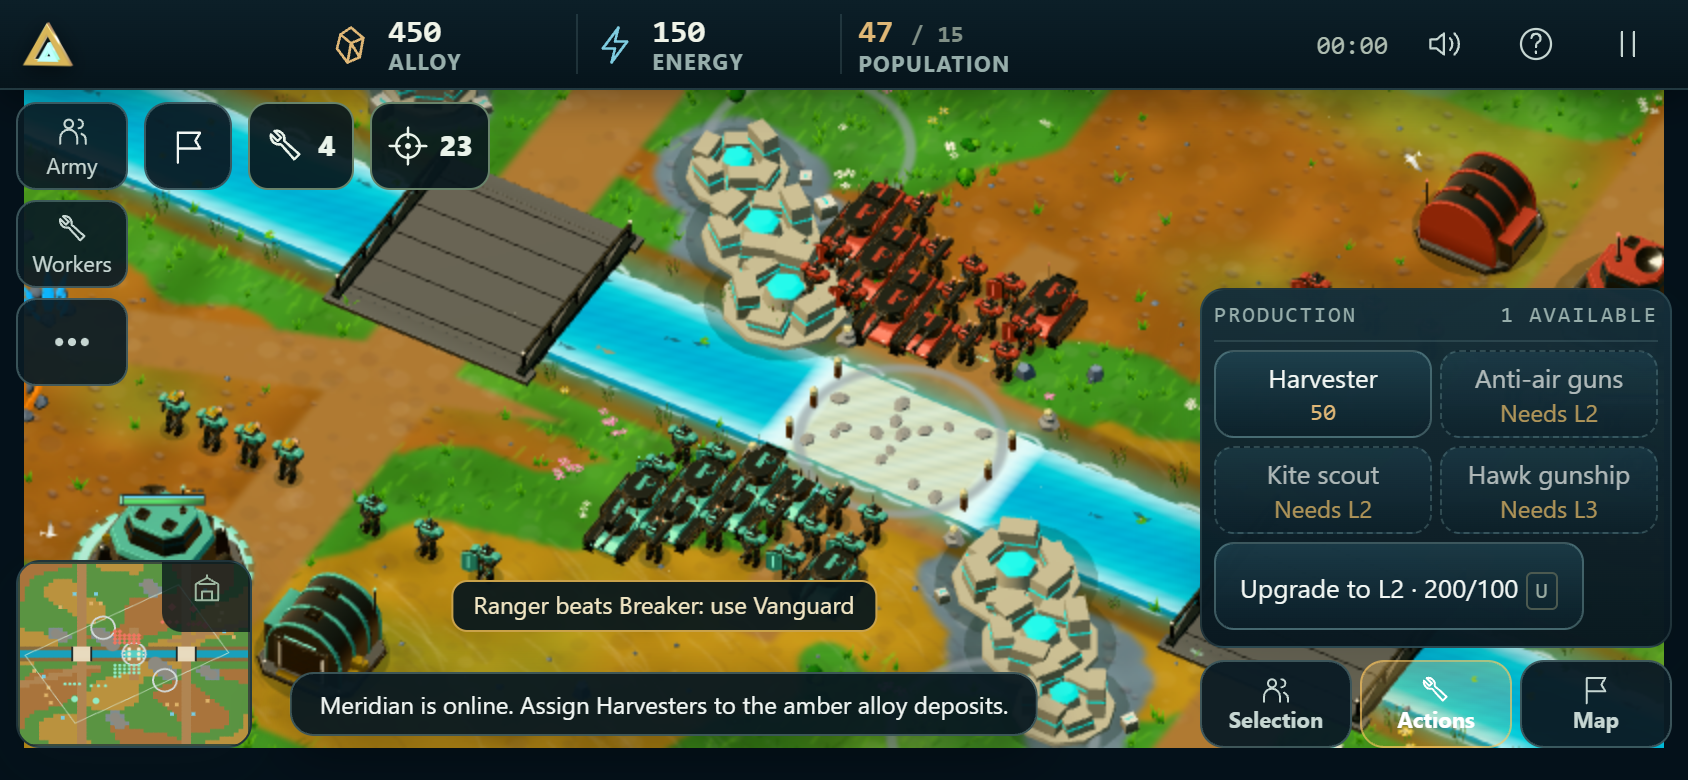 450
ALLOY
150
ENERGY
47 / 15
POPULATION
00:00
Army
4
23
Workers
PRODUCTION 1 AVAILABLE
Harvester
50
Anti-air guns
Needs L2
Kite scout
Needs L2
Hawk gunship
Needs L3
Upgrade to L2 · 200/100 U
Ranger beats Breaker: use Vanguard
Meridian is online. Assign Harvesters to the amber alloy deposits.
Selection
Actions
Map